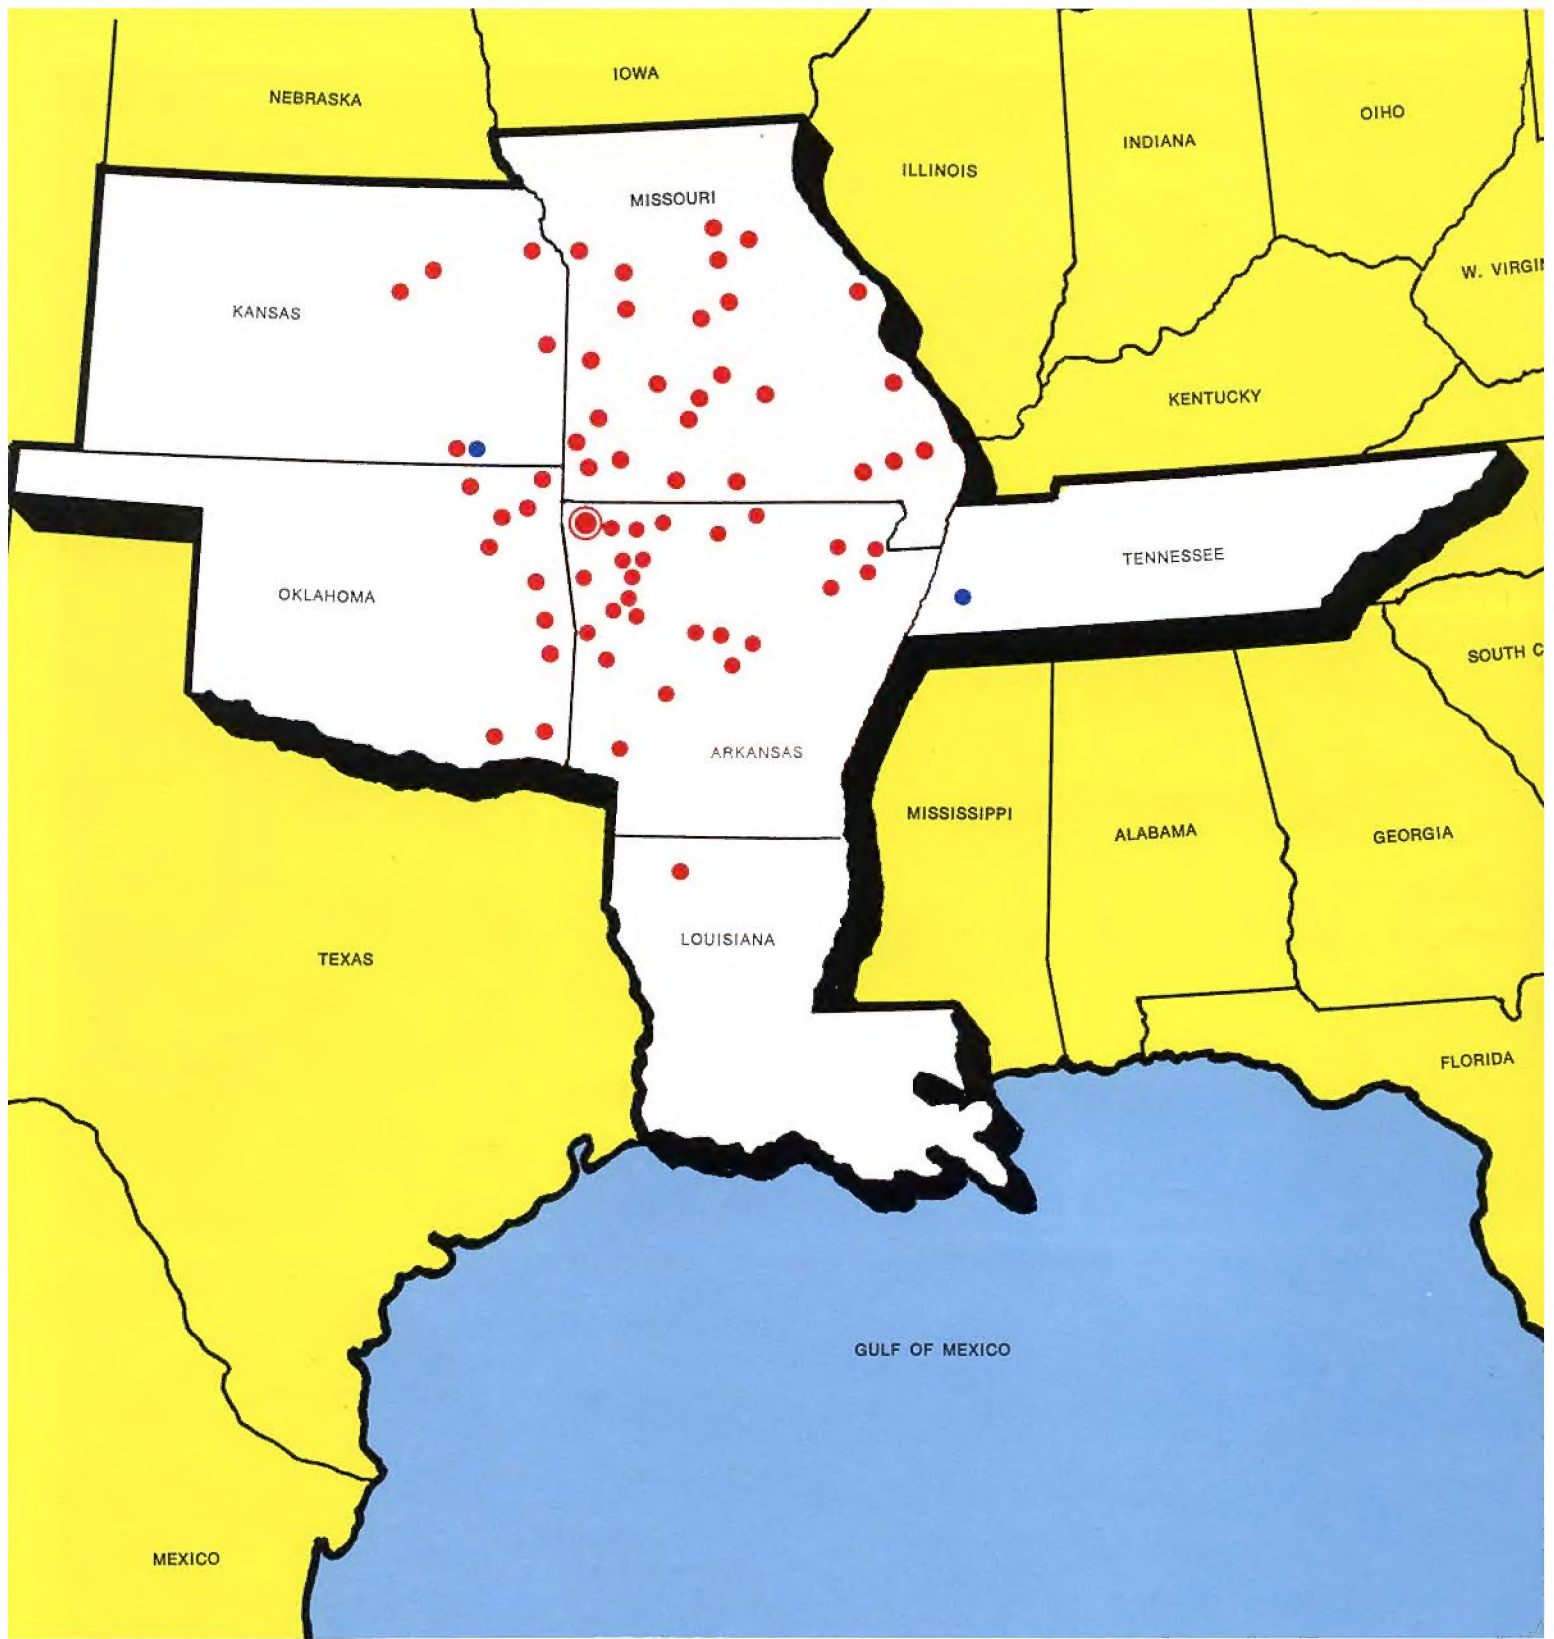 IOWA
NEBRASKA
OIHO
INDIANA
ILLINOIS
MISSOURI
W. VIRGI
KANSAS
KENTUCKY
TENNESSEE
OKLAHOMA
SOUTH C
ARKANSAS
MISSISSIPPI
ALABAMA
GEORGIA
LOUISIANA
TEXAS
FLORIDA
GULF OF MEXICO
MEXICO